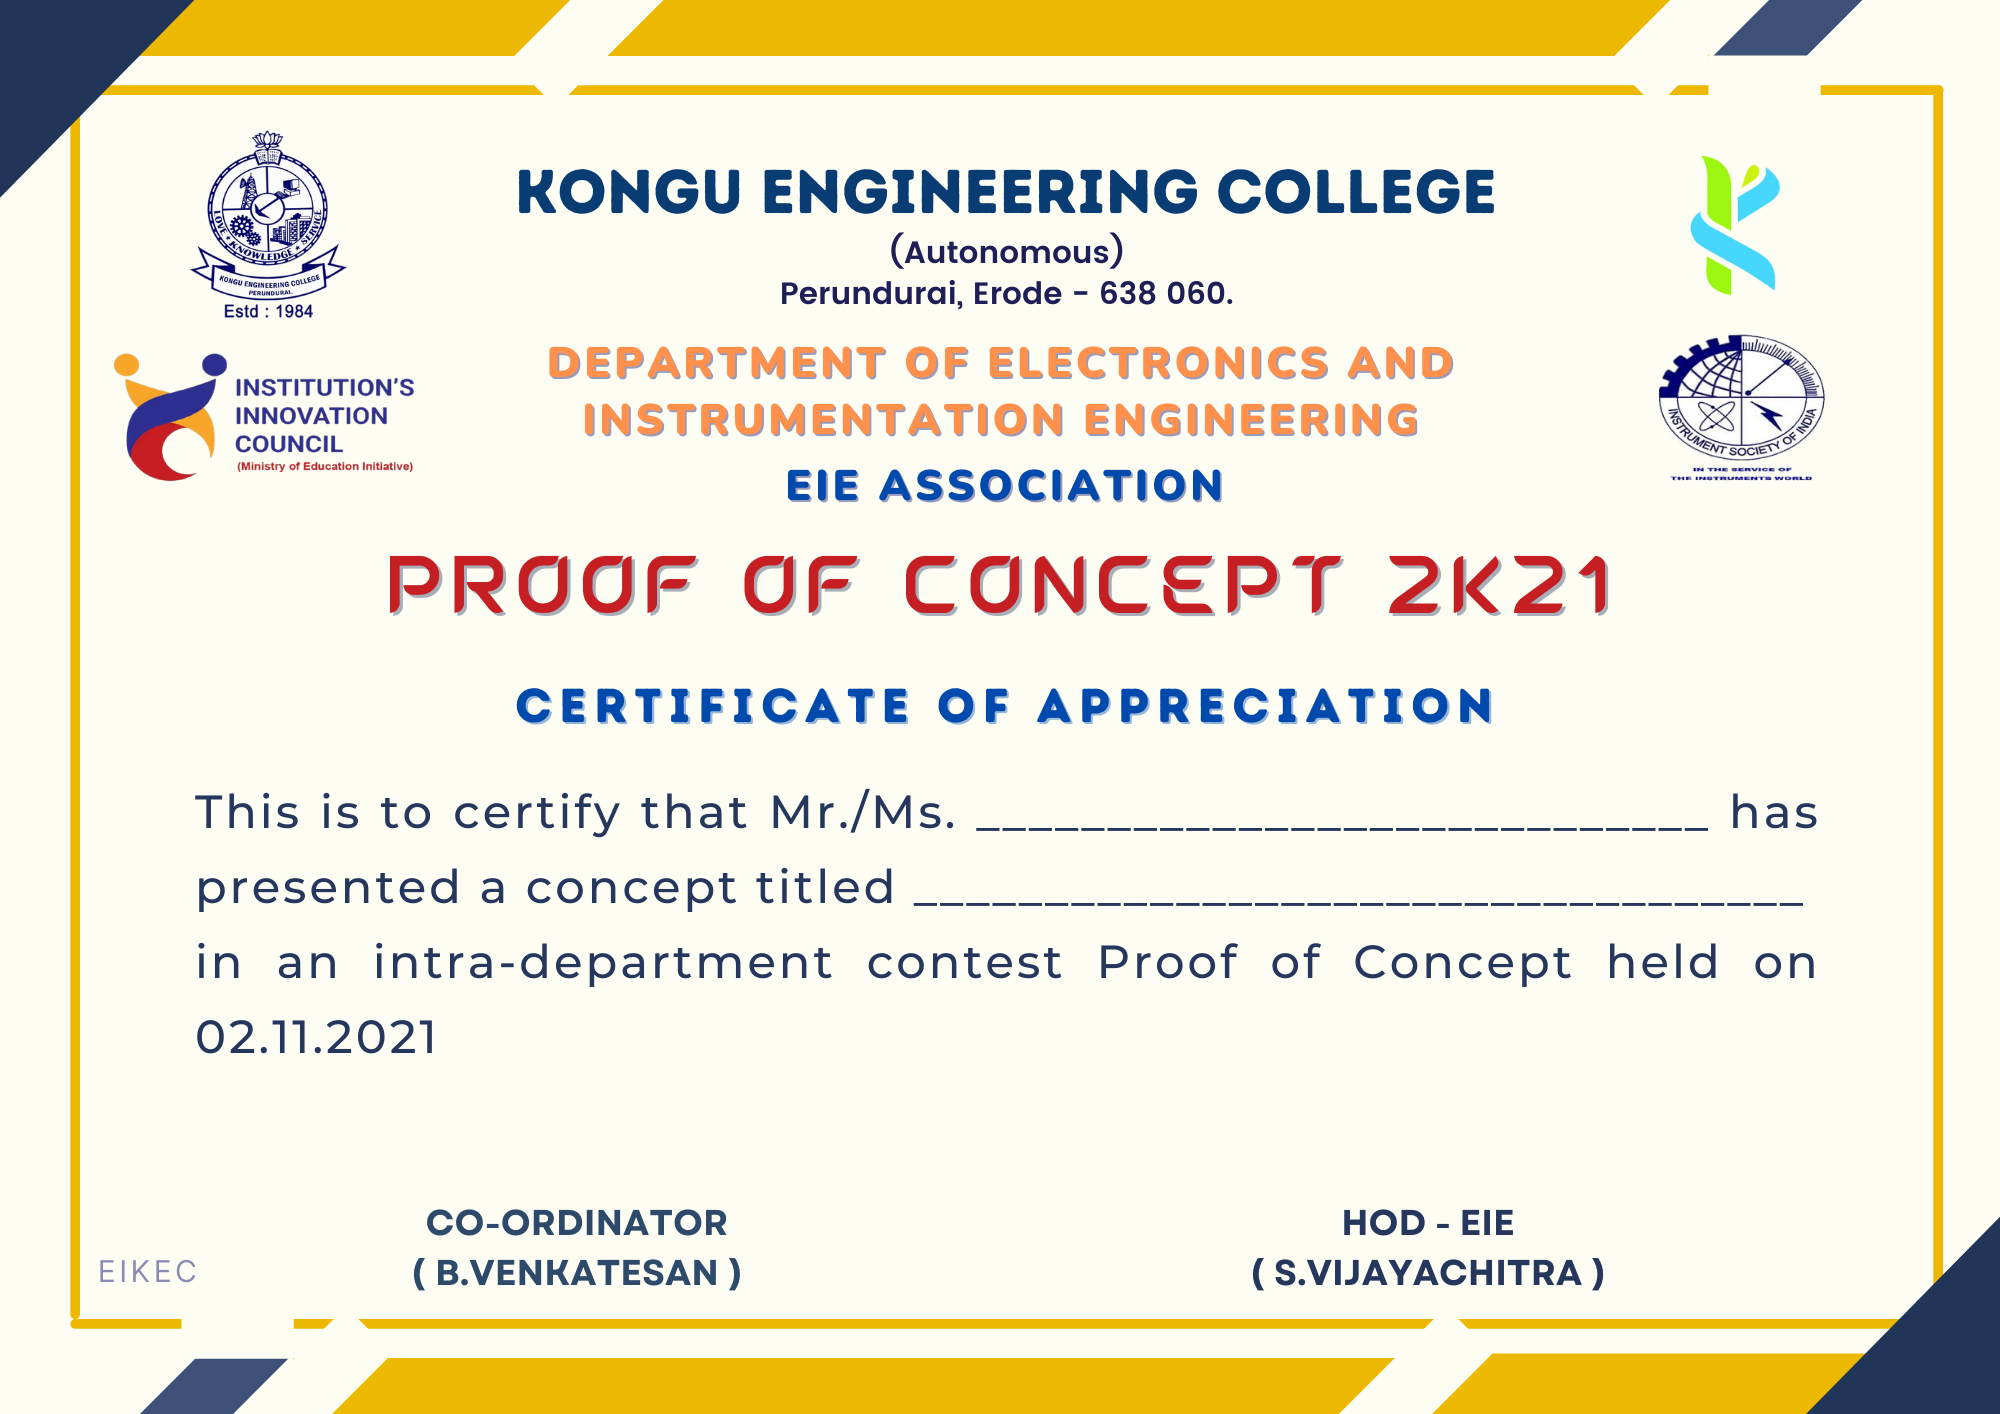 KONGU ENGINEERING COLLEGE
(Autonomous)
Perundurai, Erode - 638 060.
LOVE * KNOWLEDGE * SERVICE
KONGU ENGINEERING COLLEGE
PERUNDURAI.
Estd : 1984
INSTITUTION'S
INNOVATION
COUNCIL
(Ministry of Education Initiative)
DEPARTMENT OF ELECTRONICS AND
INSTRUMENTATION ENGINEERING
EIE ASSOCIATION
INSTRUMENT SOCIETY OF INDIA
IN THE SERVICE OF
THE INSTRUMENTS WORLD
PROOF OF CONCEPT 2K21
CERTIFICATE OF APPRECIATION
This is to certify that Mr./Ms. ____________________________ has
presented a concept titled __________________________________
in an intra-department contest Proof of Concept held on
02.11.2021
CO-ORDINATOR
( B.VENKATESAN )
HOD - EIE
( S.VIJAYACHITRA )
EIKEC